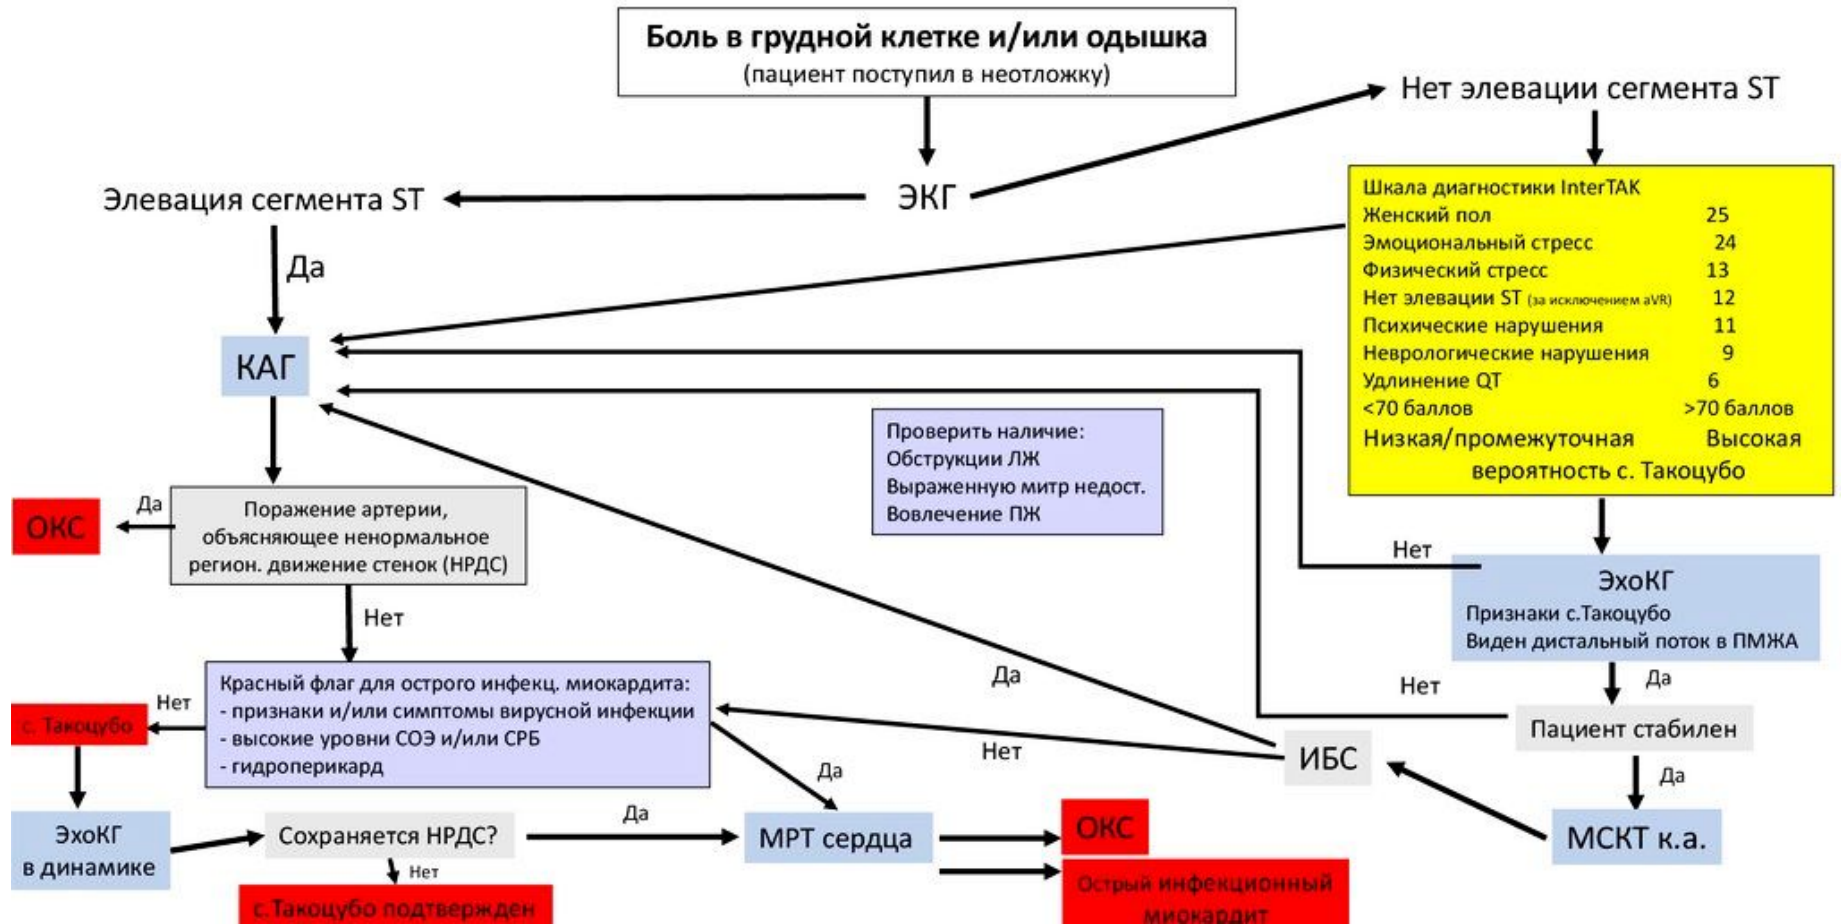 Боль в грудной клетке и/или одышка
(пациент поступил в неотложку)
Нет элевации сегмента ST
ЭКГ
Элевация сегмента ST
Да
Шкала диагностики InterTAK
Женский пол 25
Эмоциональный стресс 24
Физический стресс 13
Нет элевации ST (за исключением aVR) 12
Психические нарушения 11
Неврологические нарушения 9
Удлинение QT 6
<70 баллов >70 баллов
Низкая/промежуточная Высокая
вероятность с. Такоцубо
КАГ
Проверить наличие:
Обструкции ЛЖ
Выраженную митр недост.
Вовлечение ПЖ
ОКС
Да
Поражение артерии,
объясняющее ненормальное
регион. движение стенок (НРДС)
Нет
Нет
ЭхоКГ
Признаки с.Такоцубо
Виден дистальный поток в ПМЖА
Да
Нет
Пациент стабилен
Да
МСКТ к.а.
ИБС
Да
Нет
Красный флаг для острого инфекц. миокардита:
- признаки и/или симптомы вирусной инфекции
- высокие уровни СОЭ и/или СРБ
- гидроперикард
Нет
с. Такоцубо
Да
ЭхоКГ
в динамике
Сохраняется НРДС?
Да
Нет
с.Такоцубо подтвержден
МРТ сердца
ОКС
Острый инфекционный
миокардит